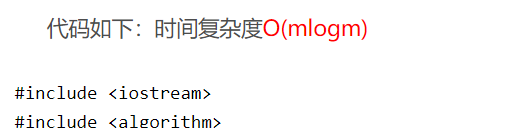 代码如下：时间复杂度O(mlogm)
#include <iostream>
#include <algorithm>